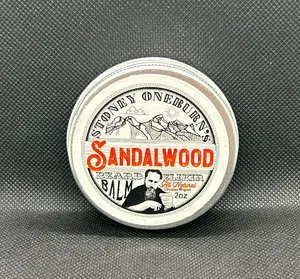 STONEY ONEBURN'S
SANDALWOOD
BEARD ELIXIR
BALM
All Natural
2oz